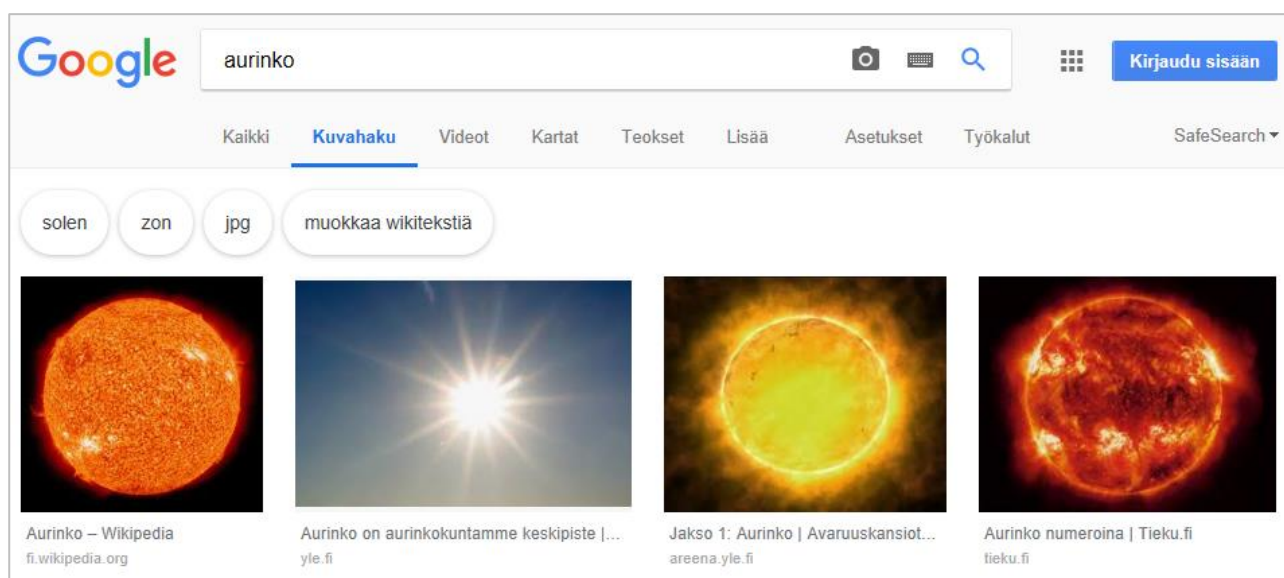 Google aurinko Kirjaudu sisään
Kaikki Kuvahaku Videot Kartat Teokset Lisää Asetukset Työkalut SafeSearch
solen zon jpg muokkaa wikitekstiä
Aurinko – Wikipedia
fi.wikipedia.org
Aurinko on aurinkokuntamme keskipiste |...
yle.fi
Jakso 1: Aurinko | Avaruuskansiot...
areena.yle.fi
Aurinko numeroina | Tieku.fi
tieku.fi